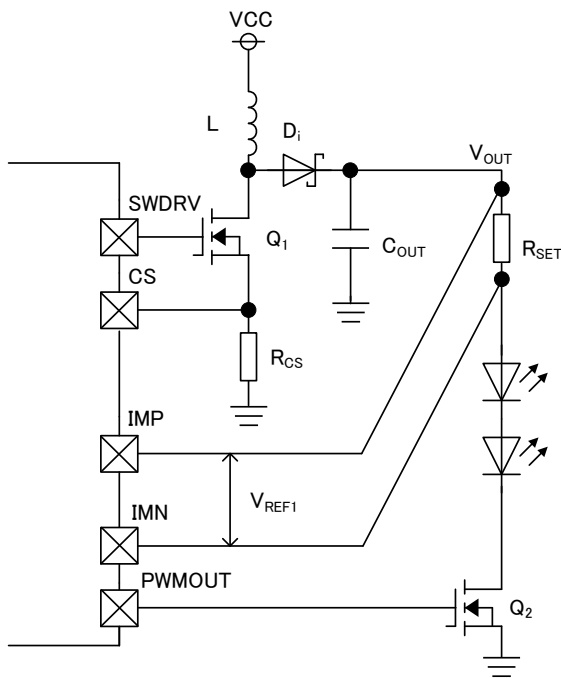 VCC
L
Di
VOUT
SWDRV
Q1
COUT
RSET
CS
RCS
IMP
VREF1
IMN
PWMOUT
Q2